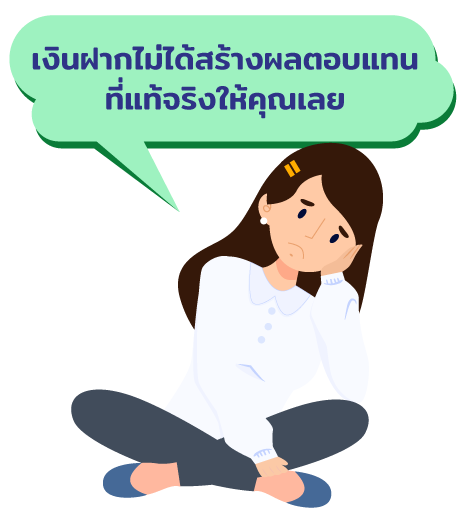 เงินฝากไม่ได้สร้างผลตอบแทน
ที่แท้จริงให้คุณเลย